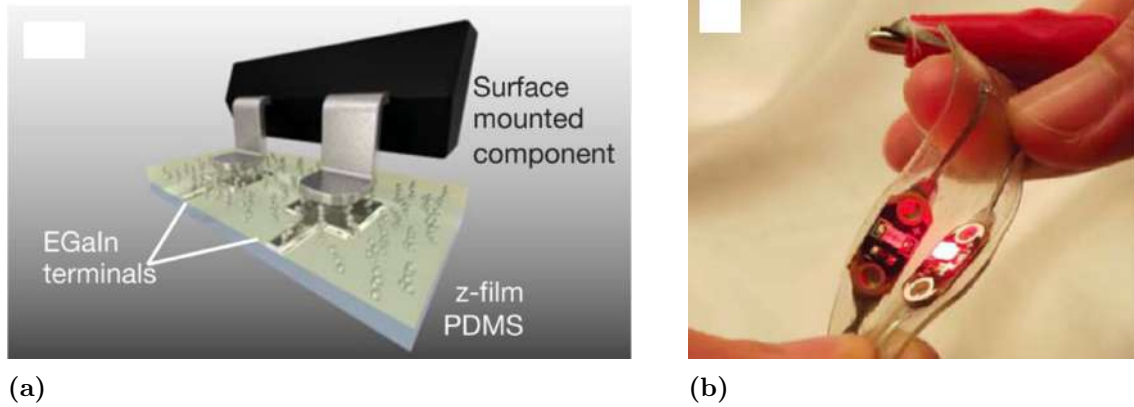 Surface
mounted
component
EGaIn
terminals
z-film
PDMS
(a)
(b)